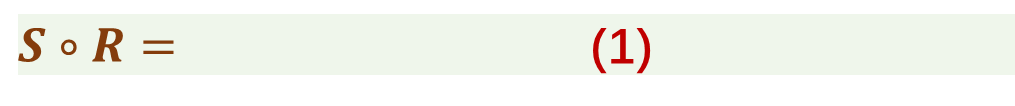 S ∘ R = (1)